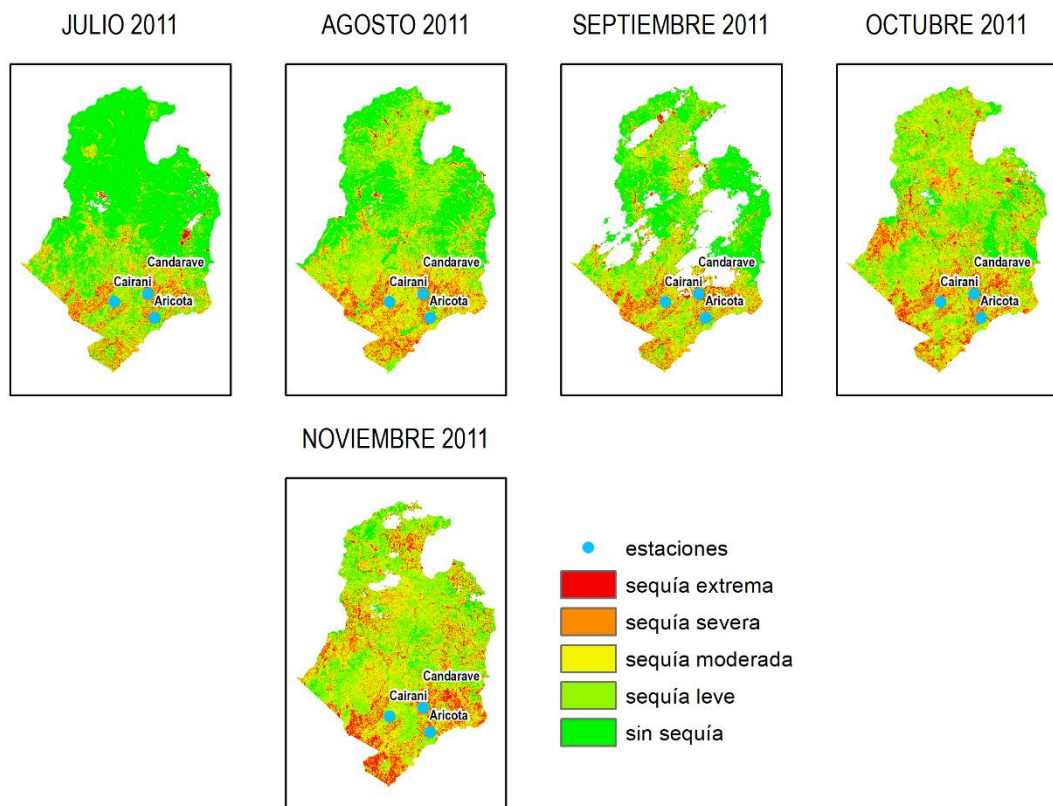 JULIO 2011
AGOSTO 2011
SEPTIEMBRE 2011
OCTUBRE 2011
Candarave
Cairani
Aricota
Candarave
Cairani
Aricota
Candarave
Cairani
Aricota
Candarave
Cairani
Aricota
NOVIEMBRE 2011
Candarave
Cairani
Aricota
estaciones
sequía extrema
sequía severa
sequía moderada
sequía leve
sin sequía